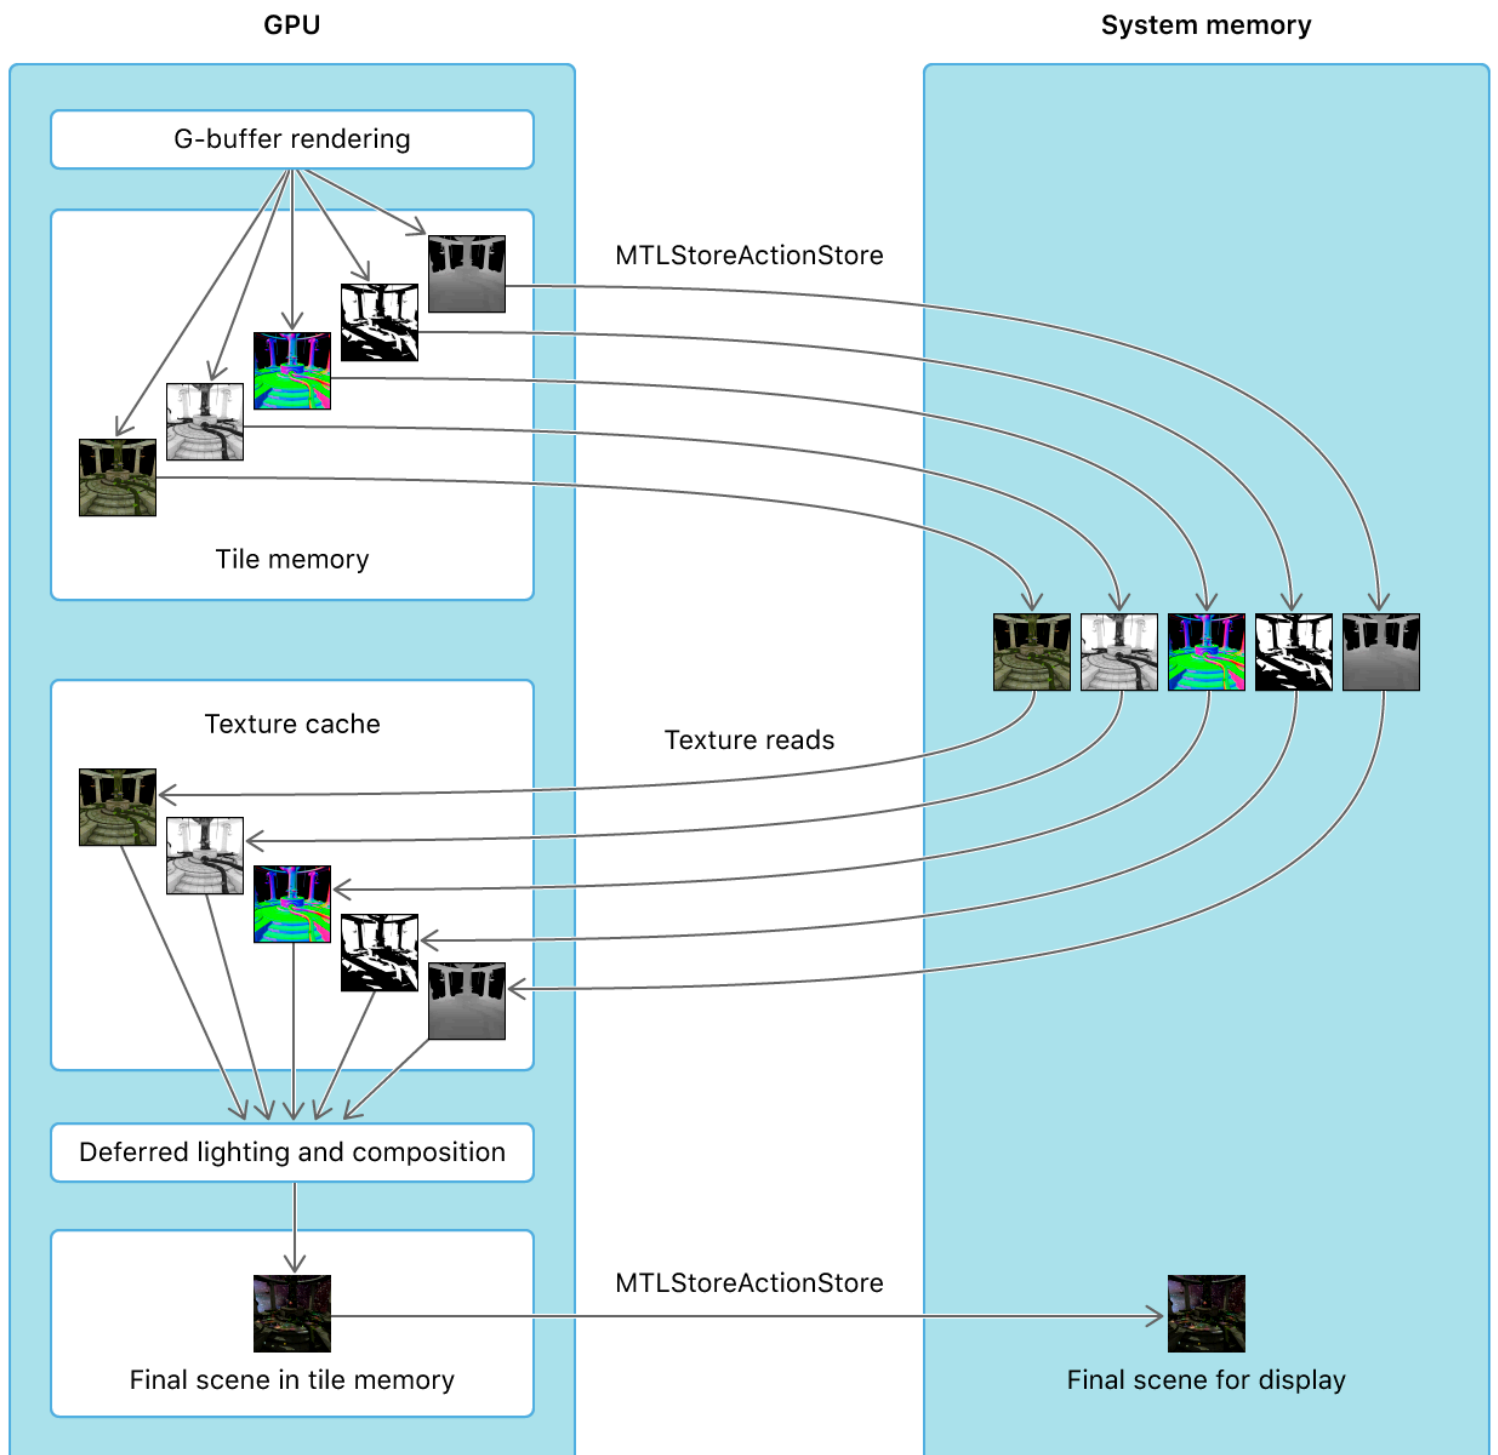 GPU
System memory
G-buffer rendering
MTLStoreActionStore
Tile memory
Texture cache
Texture reads
Deferred lighting and composition
MTLStoreActionStore
Final scene in tile memory
Final scene for display